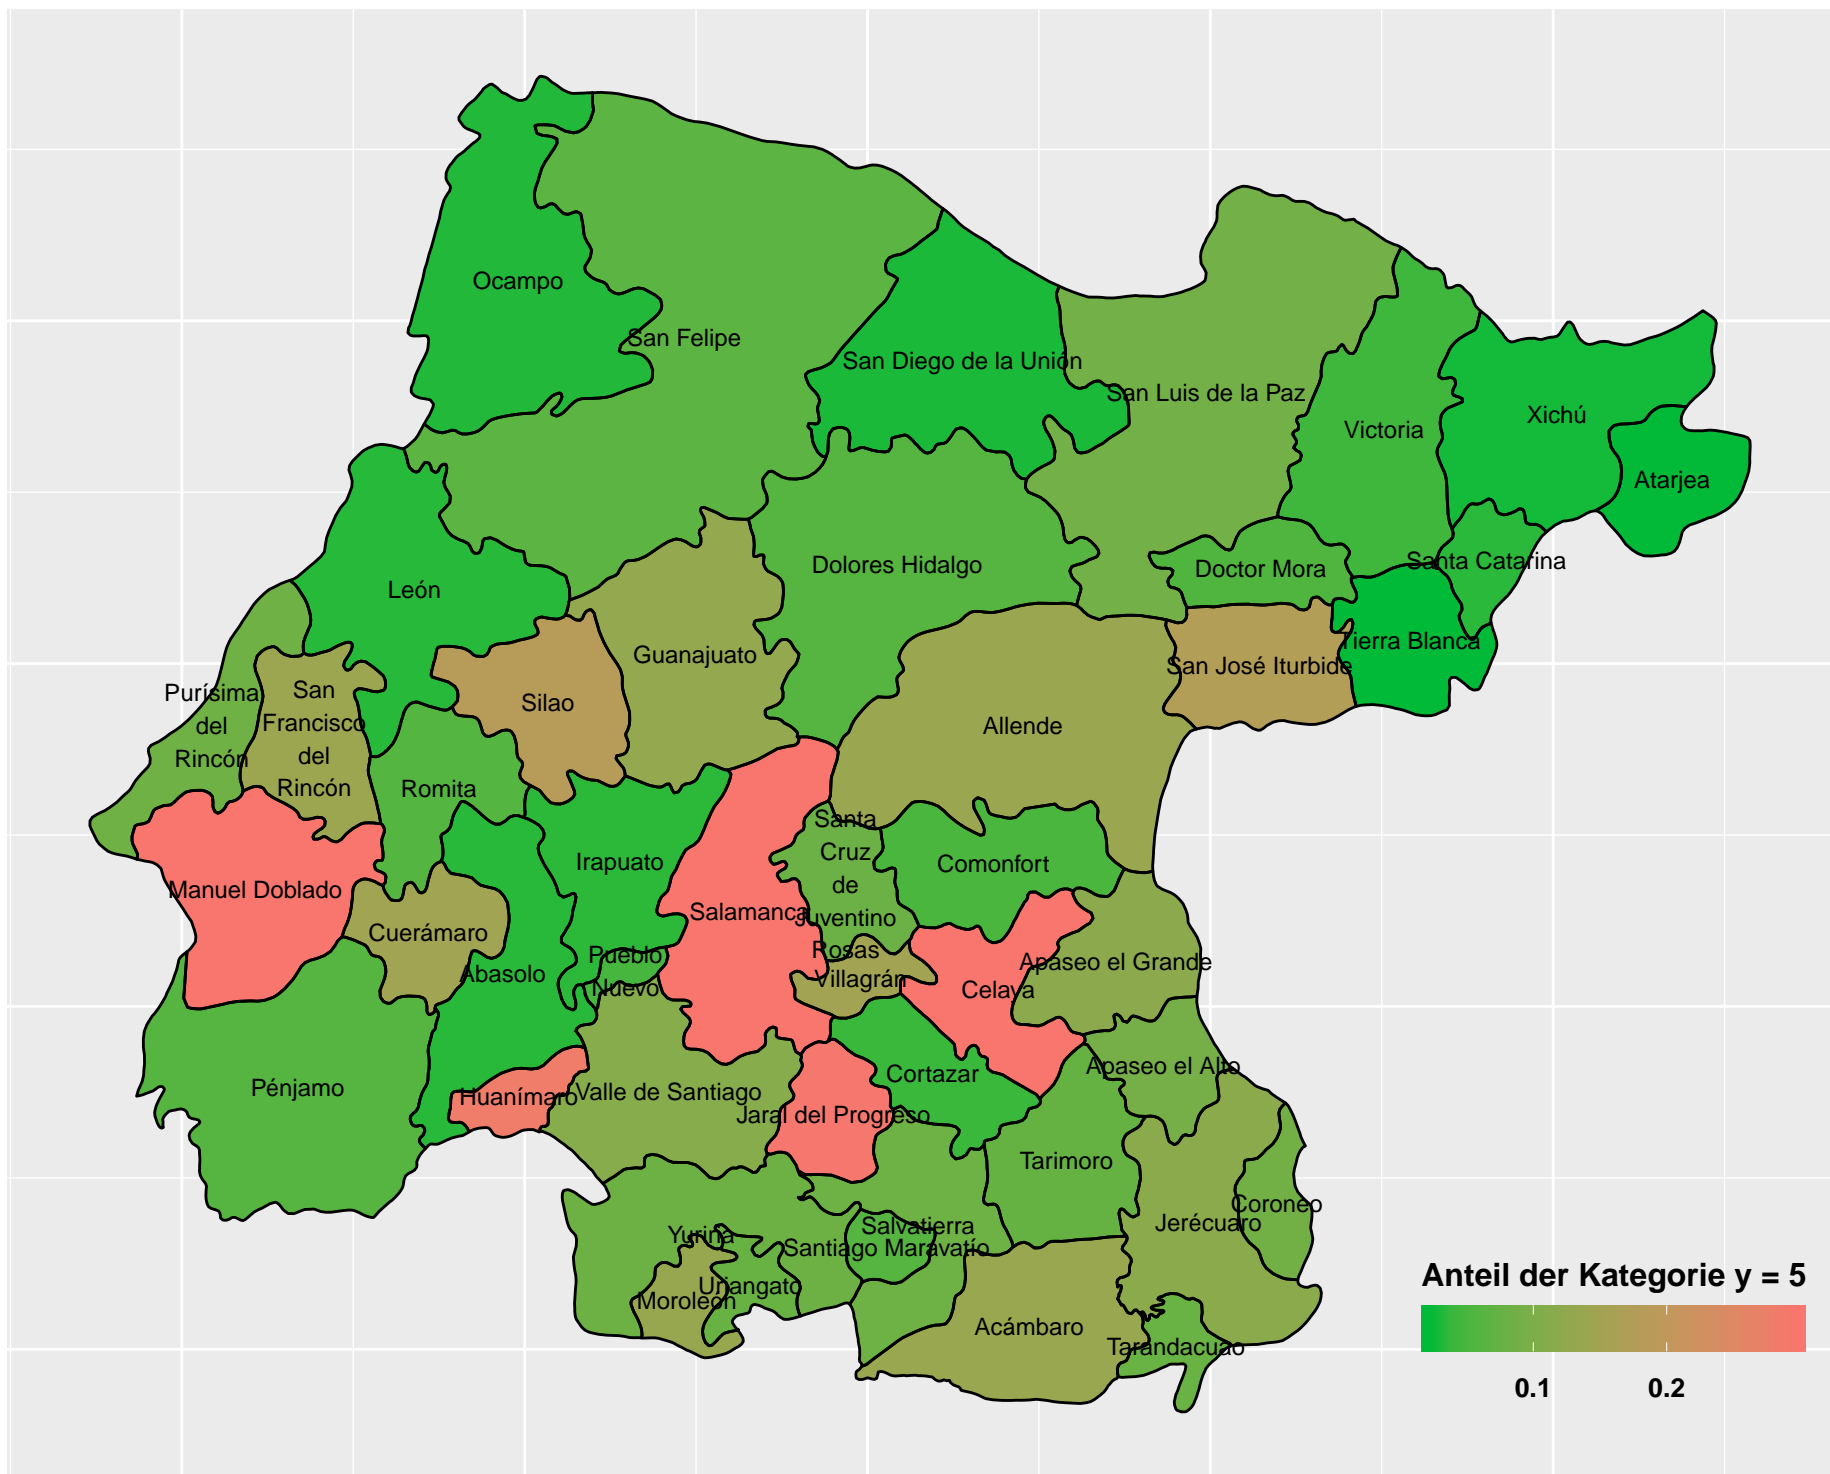 Ocampo
San Felipe
San Diego de la Unión
San Luis de la Paz
Victoria
Xichú
Atarjea
Santa Catarina
Doctor Mora
Dolores Hidalgo
León
Tierra Blanca
San José Iturbide
Guanajuato
Silao
Allende
Purísima
del
Rincón
San
Francisco
del
Rincón
Romita
Santa
Cruz
de
Juventino
Rosas
Irapuato
Comonfort
Manuel Doblado
Salamanca
Cuerámaro
Abasolo
Pueblo
Nuevo
Villagrán
Celaya
Apaseo el Grande
Apaseo el Alto
Cortazar
Pénjamo
Huanímaro
Valle de Santiago
Jaral del Progreso
Tarimoro
Coroneo
Jerécuaro
Salvatierra
Yuriria
Santiago Maravatío
Uriangato
Moroleón
Acámbaro
Tarandacuao
Anteil der Kategorie y = 5
0.1 0.2